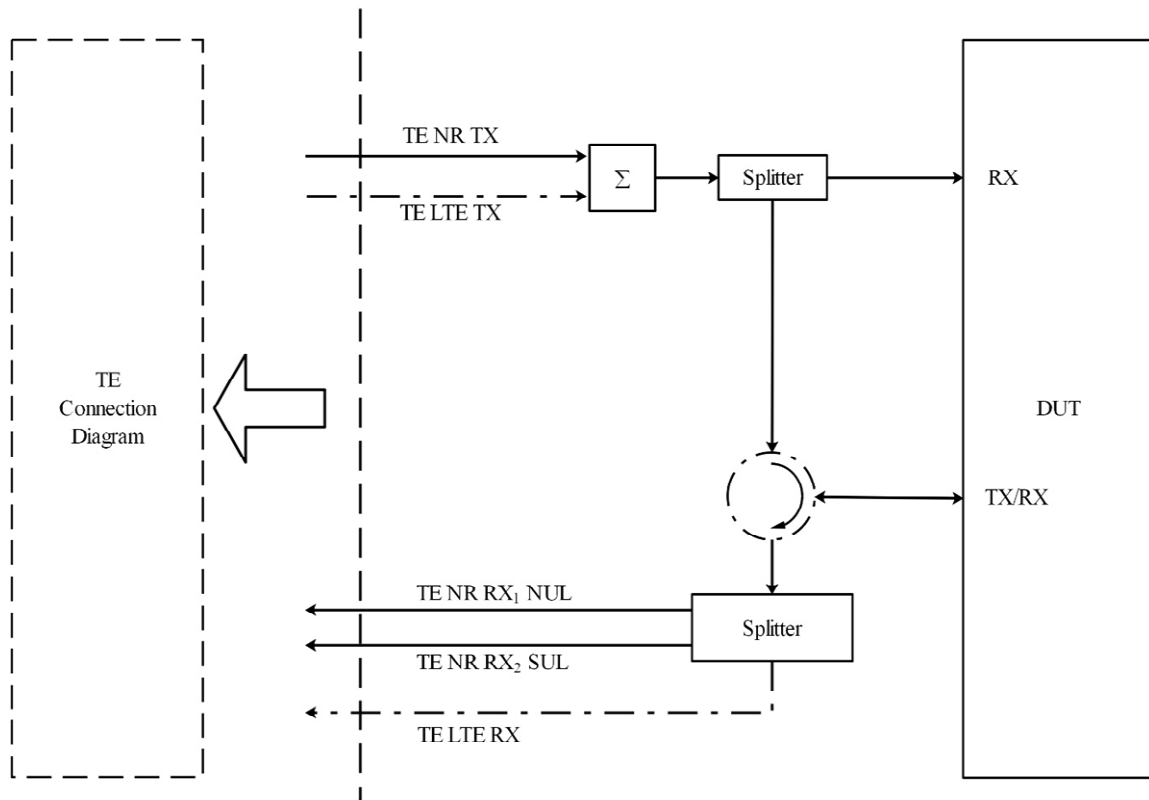 TE NR TX
TE LTE TX
Σ
Splitter
RX
TE
Connection
Diagram
DUT
TX/RX
TE NR RX₁ NUL
Splitter
TE NR RX₂ SUL
TE LTE RX